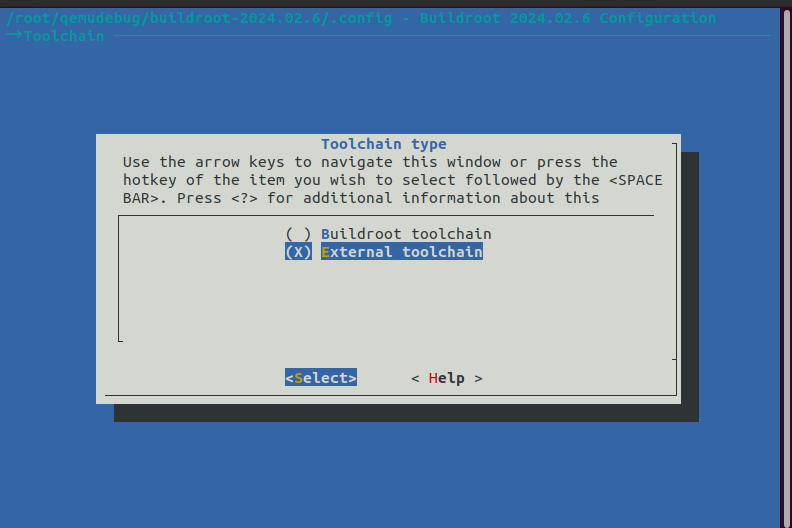 /root/qemudebug/buildroot-2024.02.6/.config - Buildroot 2024.02.6 Configuration
→Toolchain
Toolchain type
Use the arrow keys to navigate this window or press the
hotkey of the item you wish to select followed by the <SPACE
BAR>. Press <?> for additional information about this
( ) Buildroot toolchain
(X) External toolchain
<Select> < Help >